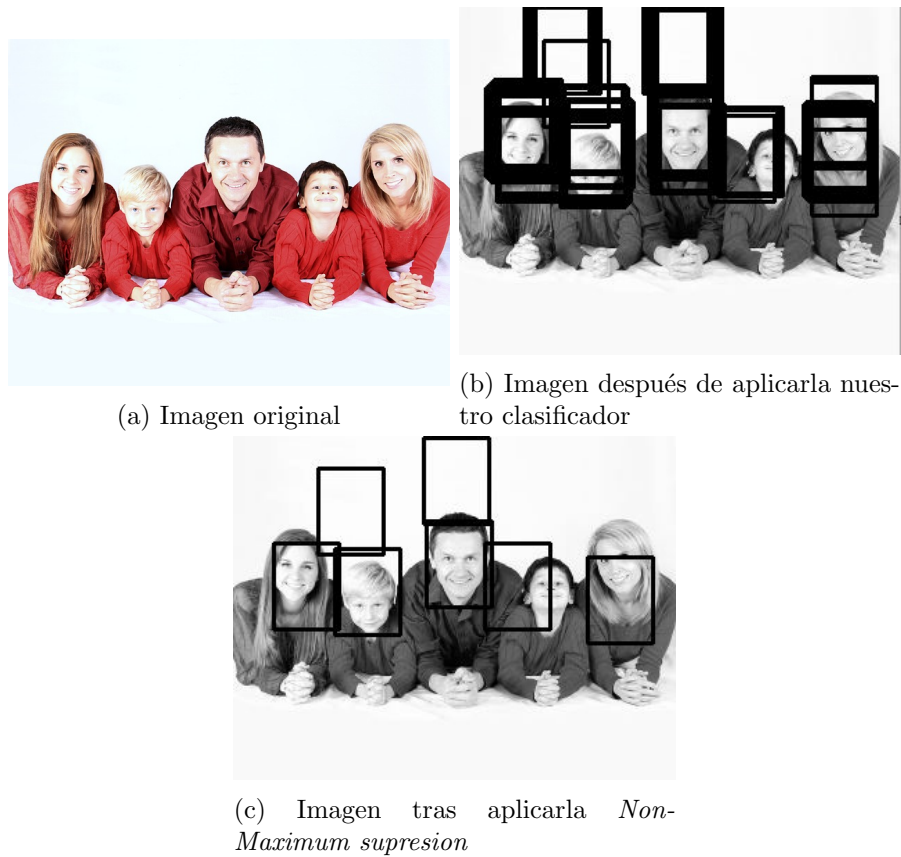 (a) Imagen original
(b) Imagen después de aplicarla nues-
tro clasificador
(c) Imagen tras aplicarla Non-
Maximum supresion